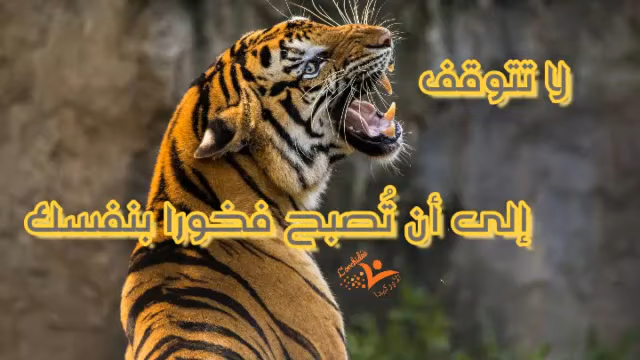 لا تتوقف
إلى أن تُصبح فخورا بنفسك